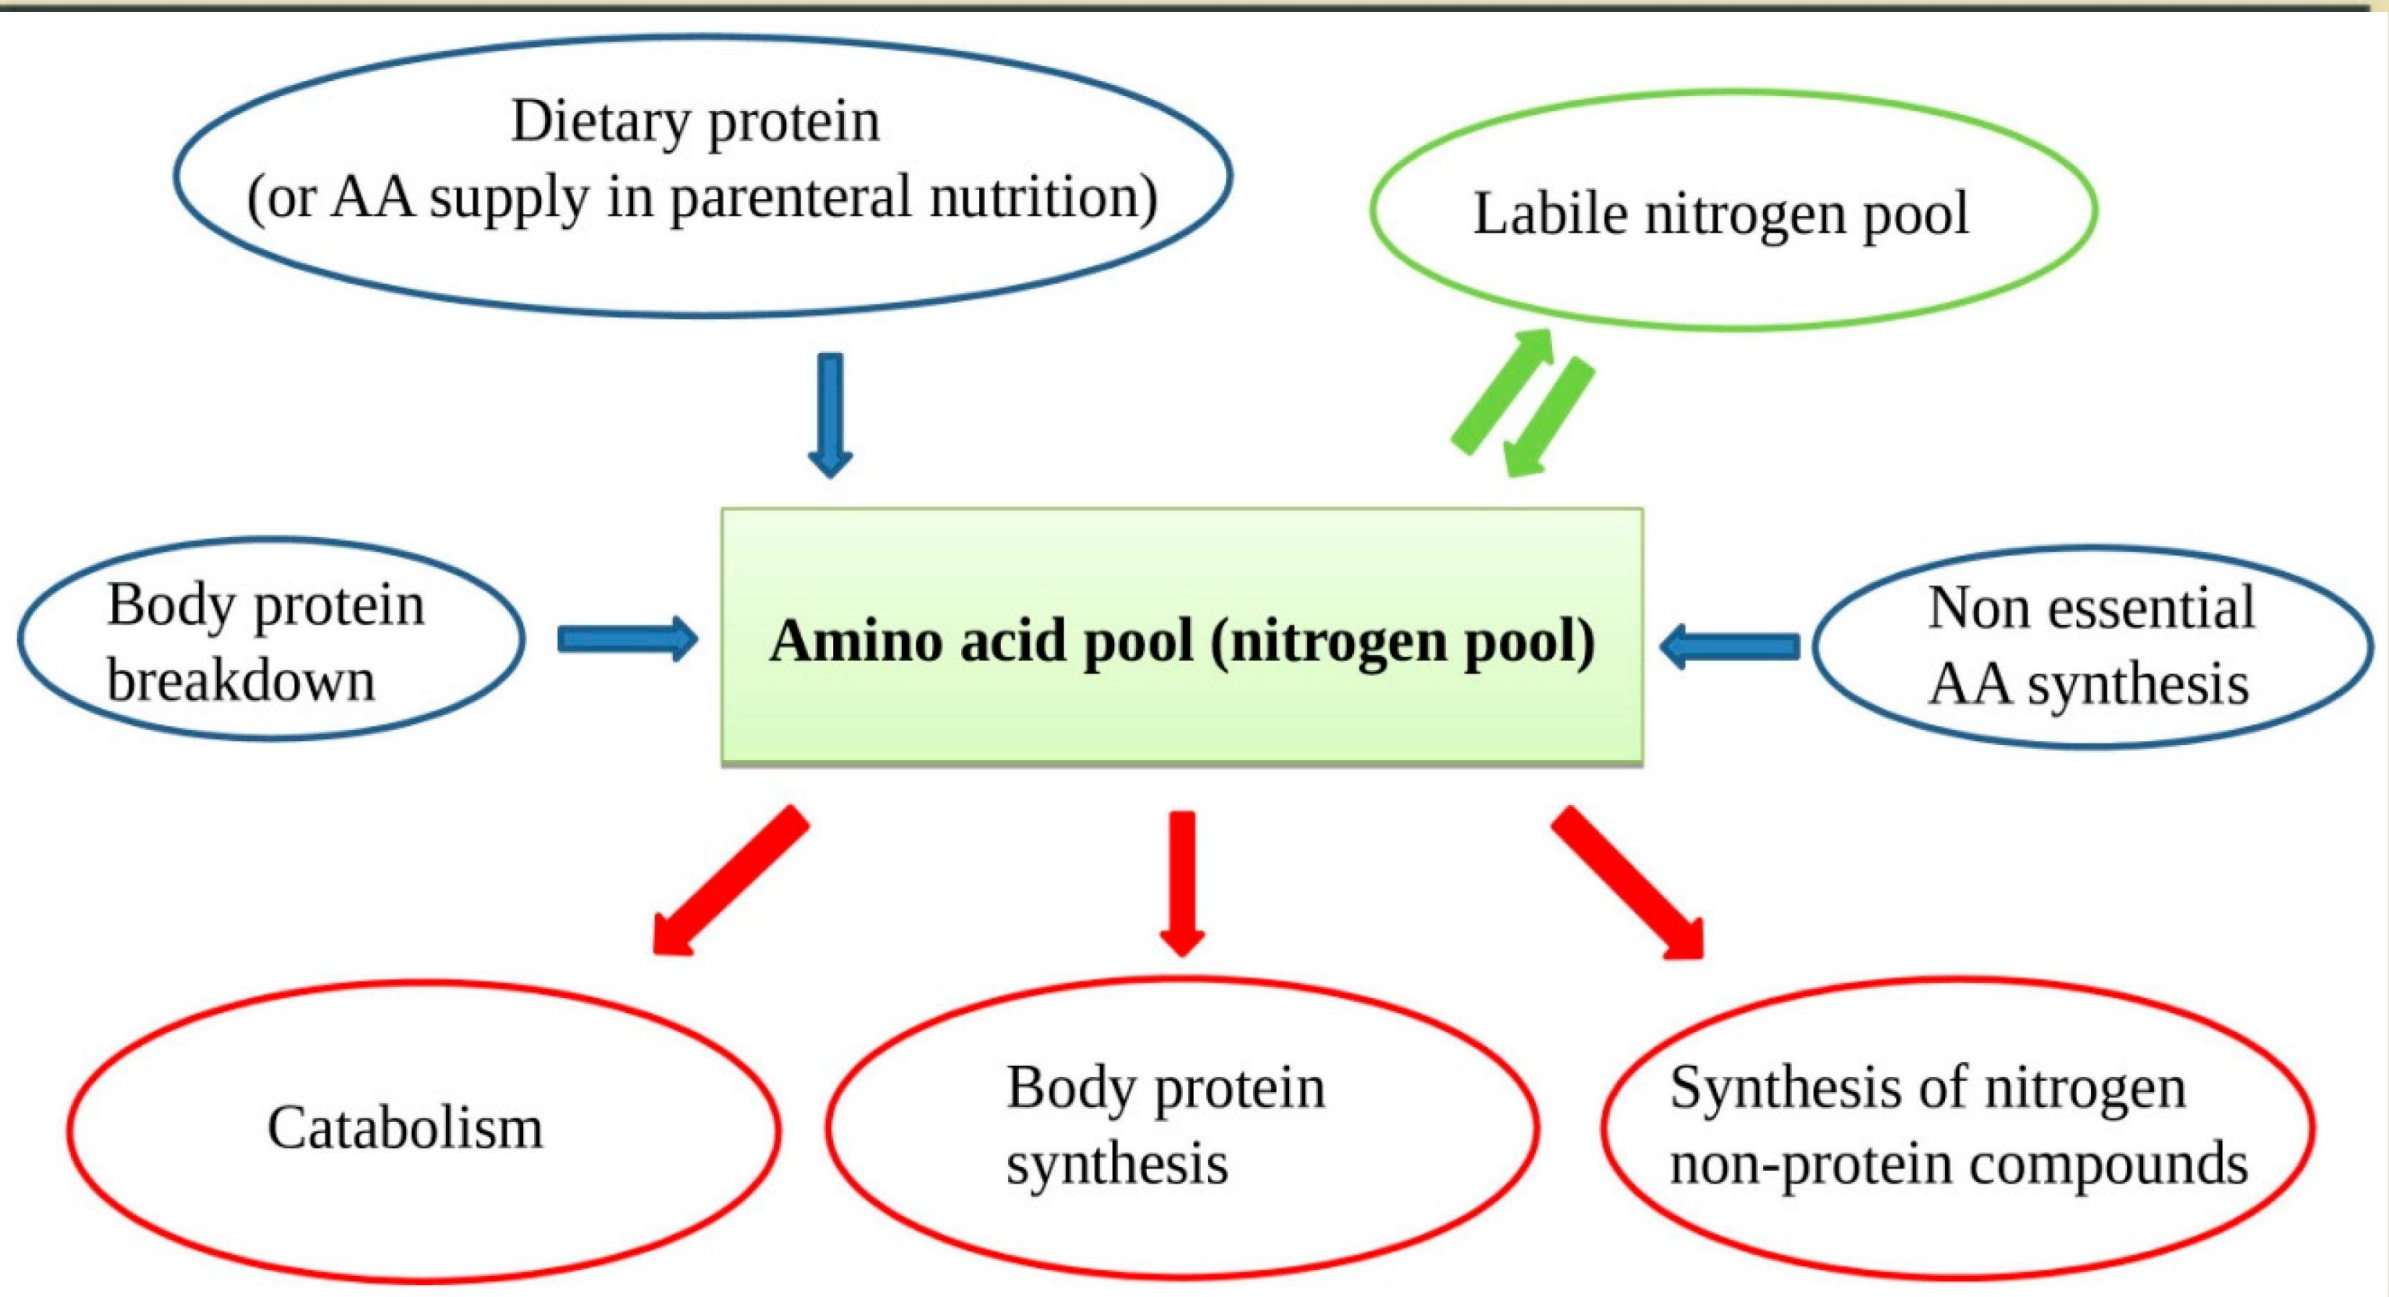 Dietary protein
(or AA supply in parenteral nutrition)
Labile nitrogen pool
Body protein
breakdown
Amino acid pool (nitrogen pool)
Non essential
AA synthesis
Catabolism
Body protein
synthesis
Synthesis of nitrogen
non-protein compounds